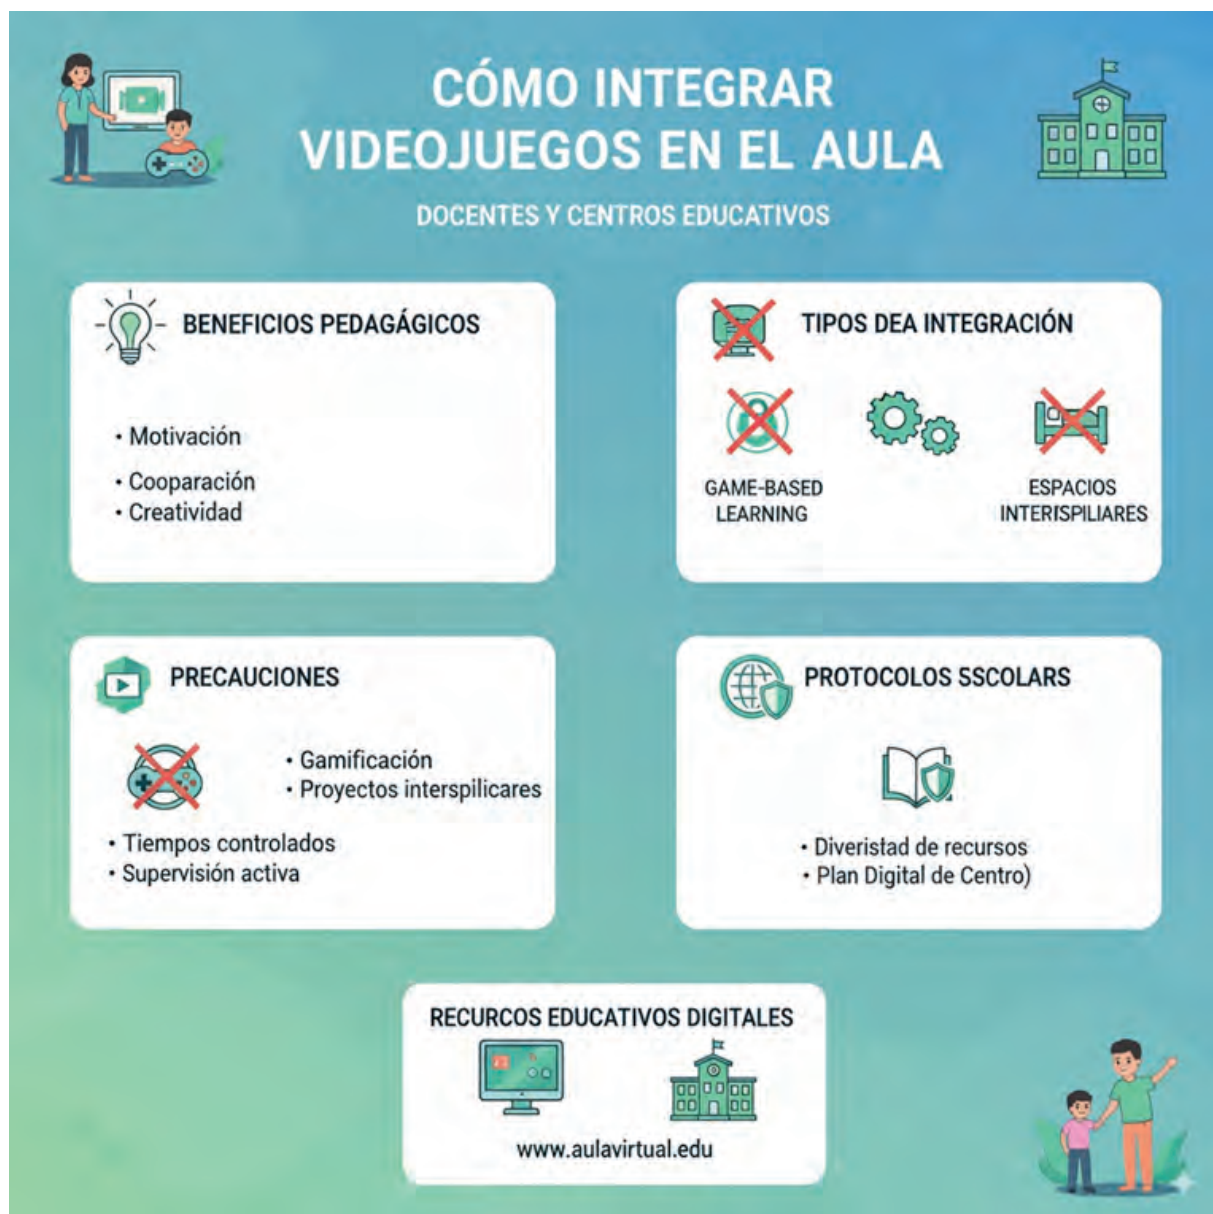 CÓMO INTEGRAR
VIDEOJUEGOS EN EL AULA
DOCENTES Y CENTROS EDUCATIVOS
BENEFICIOS PEDAGÁGICOS
• Motivación
• Cooparación
• Creatividad
TIPOS DEA INTEGRACIÓN
GAME-BASED
LEARNING
ESPACIOS
INTERISPILIARES
PRECAUCIONES
• Gamificación
• Proyectos interspilicares
• Tiempos controlados
• Supervisión activa
PROTOCOLOS SSCOLARS
• Diveristad de recursos
• Plan Digital de Centro)
RECURCOS EDUCATIVOS DIGITALES
www.aulavirtual.edu